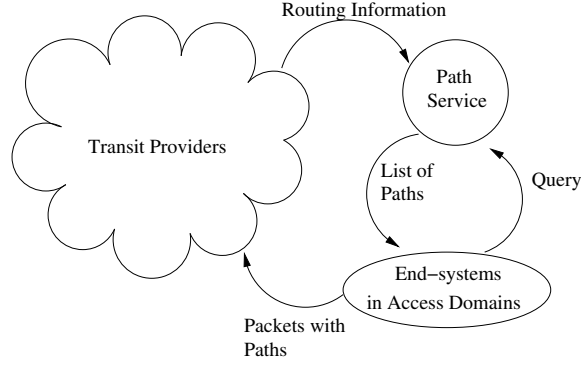 Routing Information
Path
Service
Transit Providers
List of
Paths
Query
End-systems
in Access Domains
Packets with
Paths